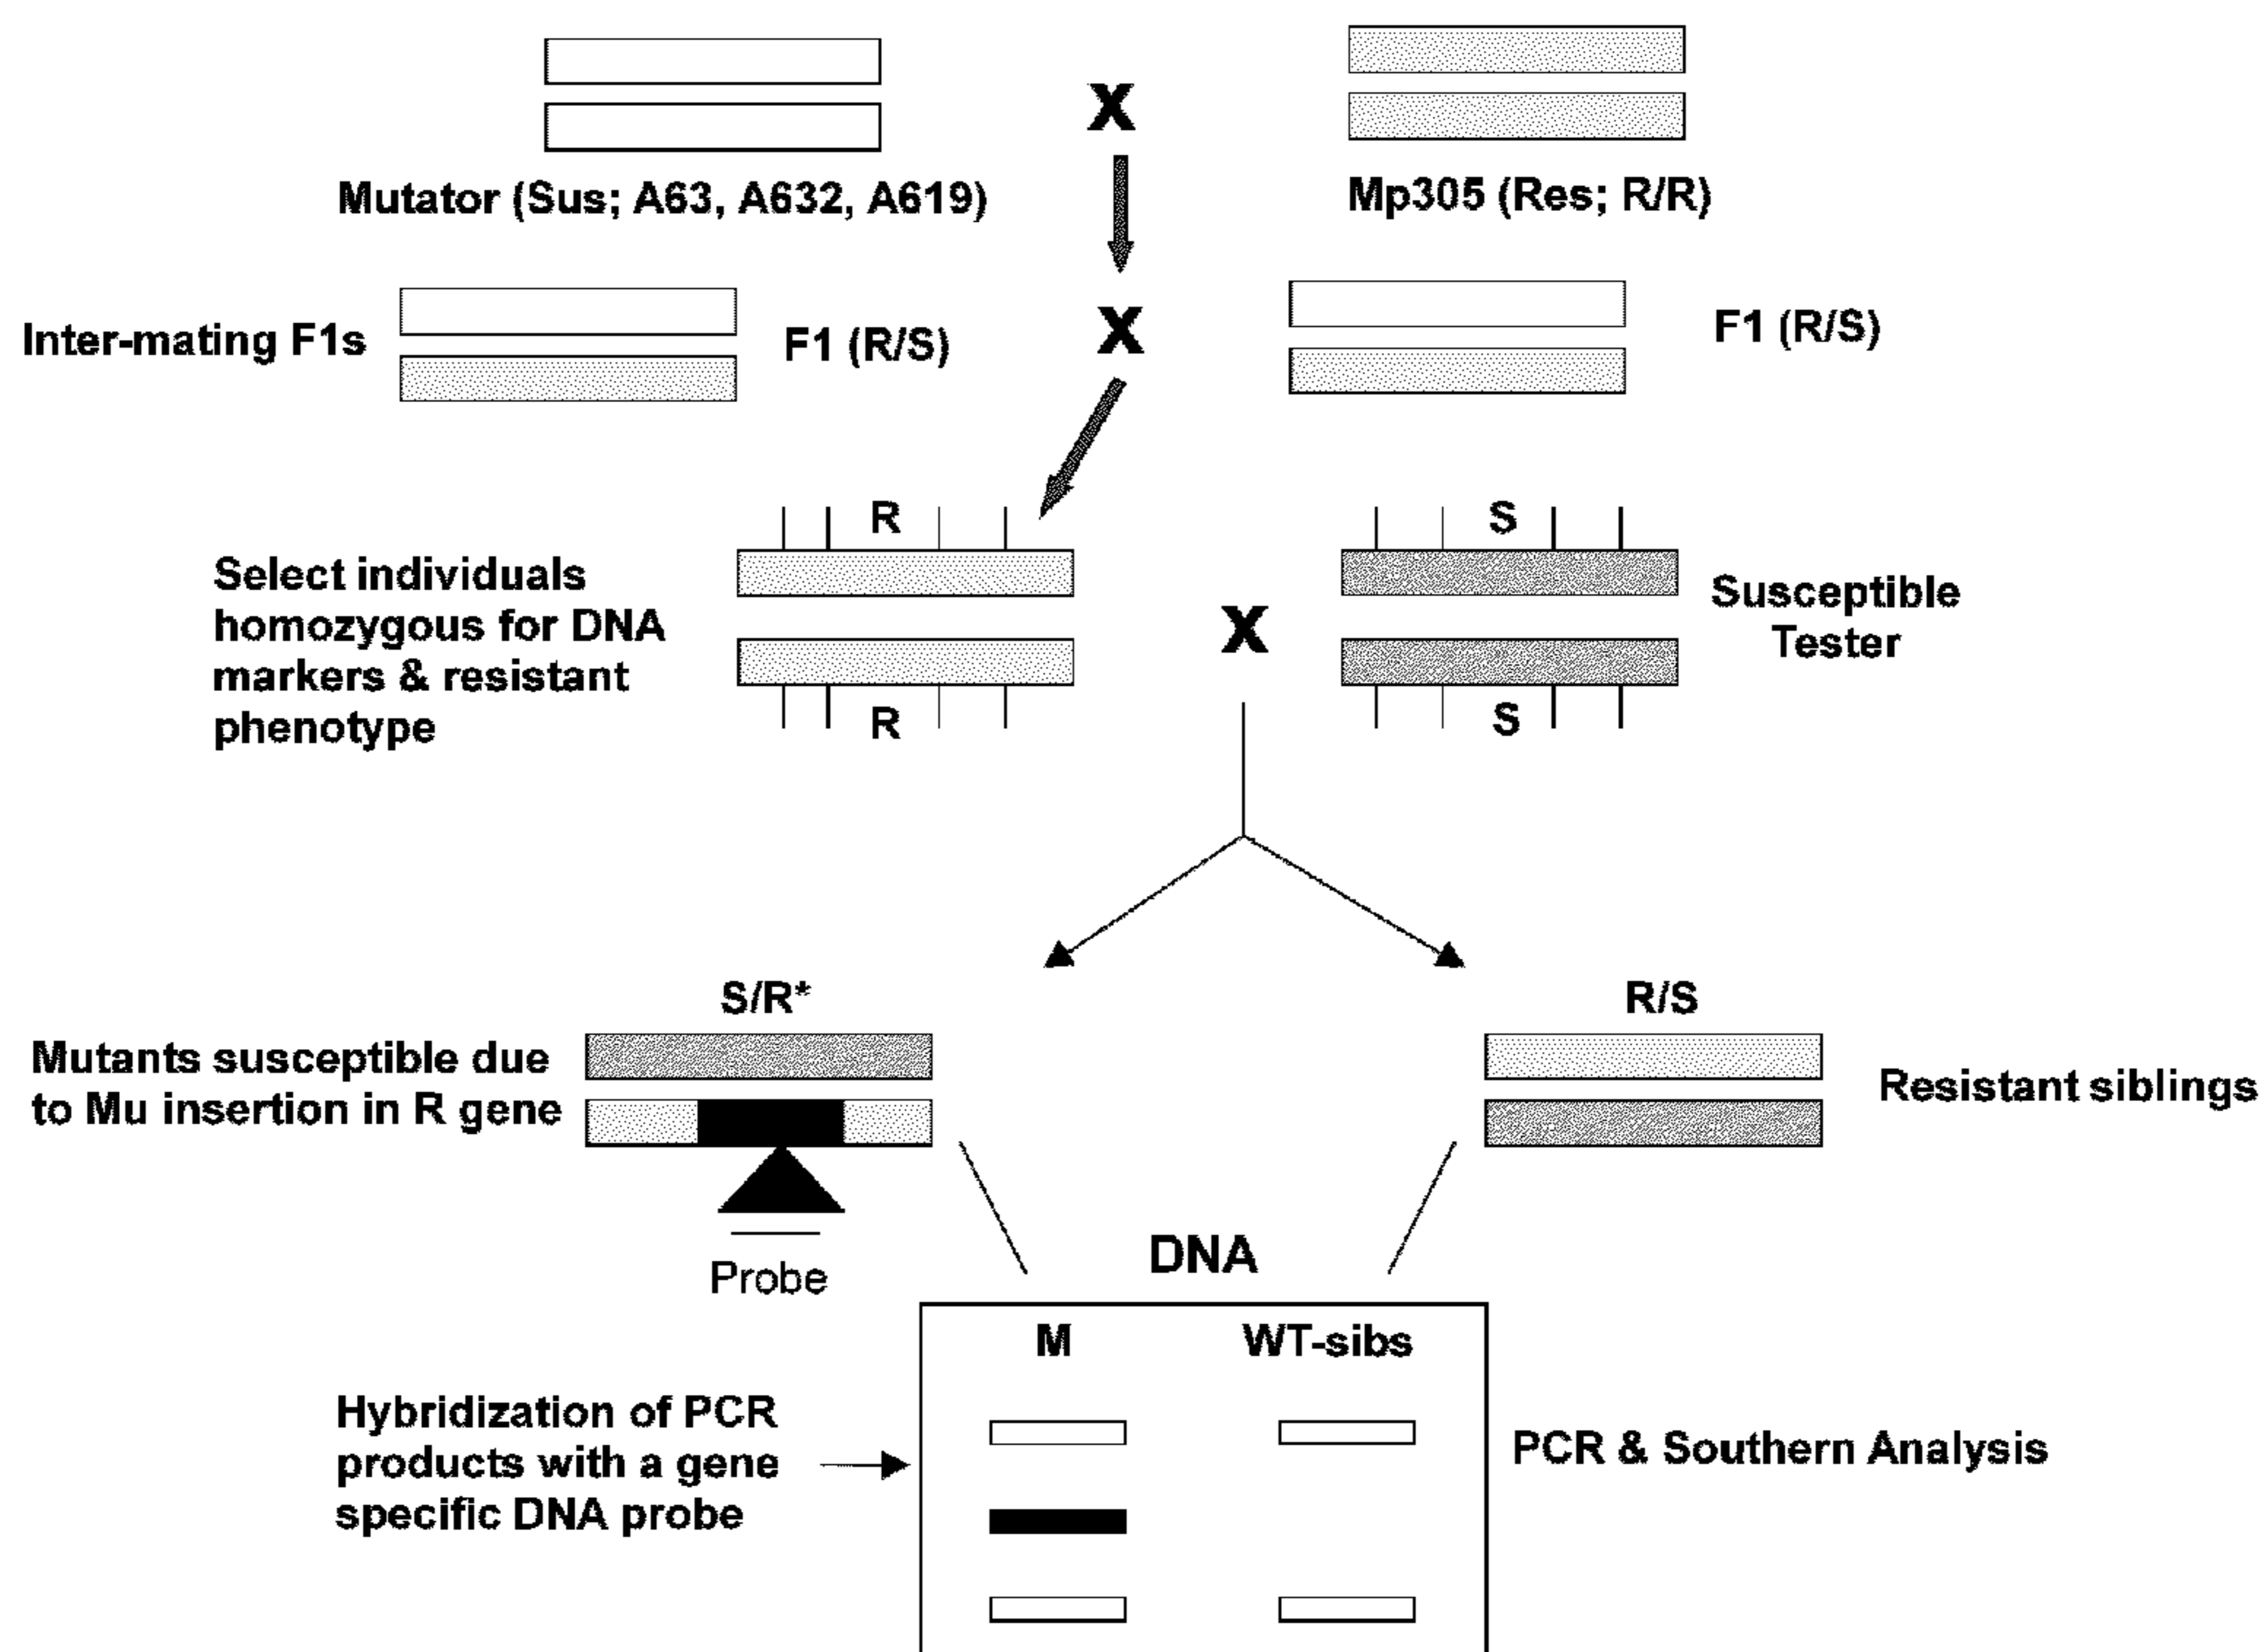 X
Mutator (Sus; A63, A632, A619)
Mp305 (Res; R/R)
Inter-mating F1s
F1 (R/S)
X
F1 (R/S)
R
S
Select individuals
homozygous for DNA
markers & resistant
phenotype
X
Susceptible
Tester
R
S
S/R*
R/S
Mutants susceptible due
to Mu insertion in R gene
Resistant siblings
Probe
DNA
M
WT-sibs
Hybridization of PCR
products with a gene
specific DNA probe
PCR & Southern Analysis